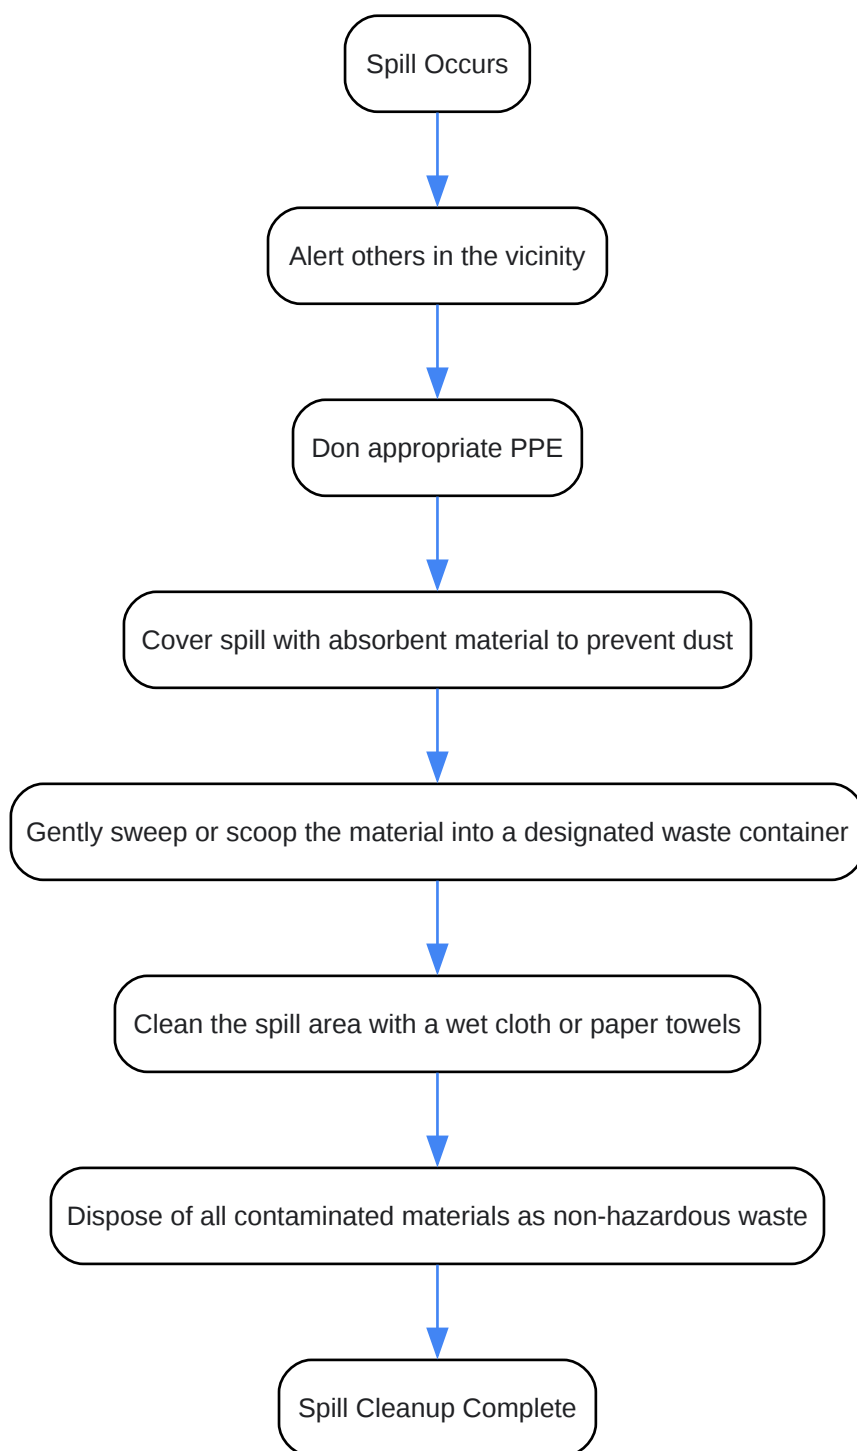 Spill Occurs
Alert others in the vicinity
Don appropriate PPE
Cover spill with absorbent material to prevent dust
Gently sweep or scoop the material into a designated waste container
Clean the spill area with a wet cloth or paper towels
Dispose of all contaminated materials as non-hazardous waste
Spill Cleanup Complete